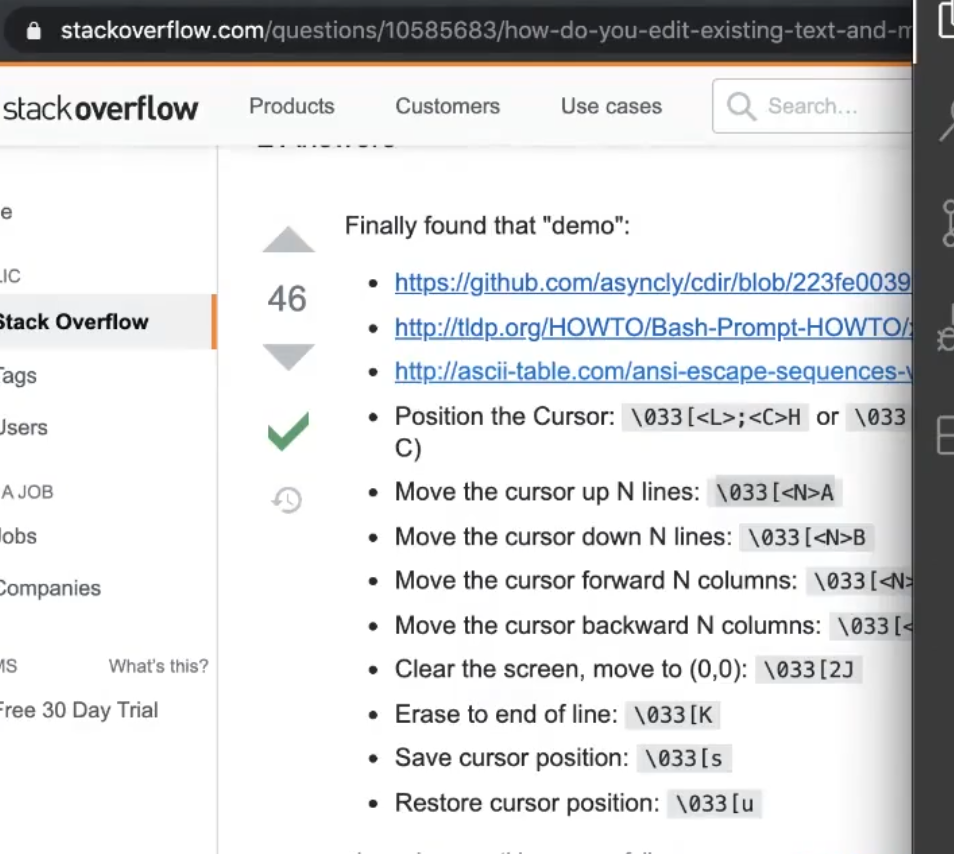 stackoverflow.com/questions/10585683/how-do-you-edit-existing-text-and-m
stackoverflow Products Customers Use cases Search...
Answers
e
LIC
Stack Overflow
Tags
Users
A JOB
Jobs
Companies
MS What's this?
Free 30 Day Trial
Finally found that "demo":
46
https://github.com/asyncly/cdir/blob/223fe0039
http://tldp.org/HOWTO/Bash-Prompt-HOWTO/
http://ascii-table.com/ansi-escape-sequences-v
Position the Cursor: \033[<L>;<C>H or \033
C)
Move the cursor up N lines: \033[<N>A
Move the cursor down N lines: \033[<N>B
Move the cursor forward N columns: \033[<N>
Move the cursor backward N columns: \033[<
Clear the screen, move to (0,0): \033[2J
Erase to end of line: \033[K
Save cursor position: \033[s
Restore cursor position: \033[u